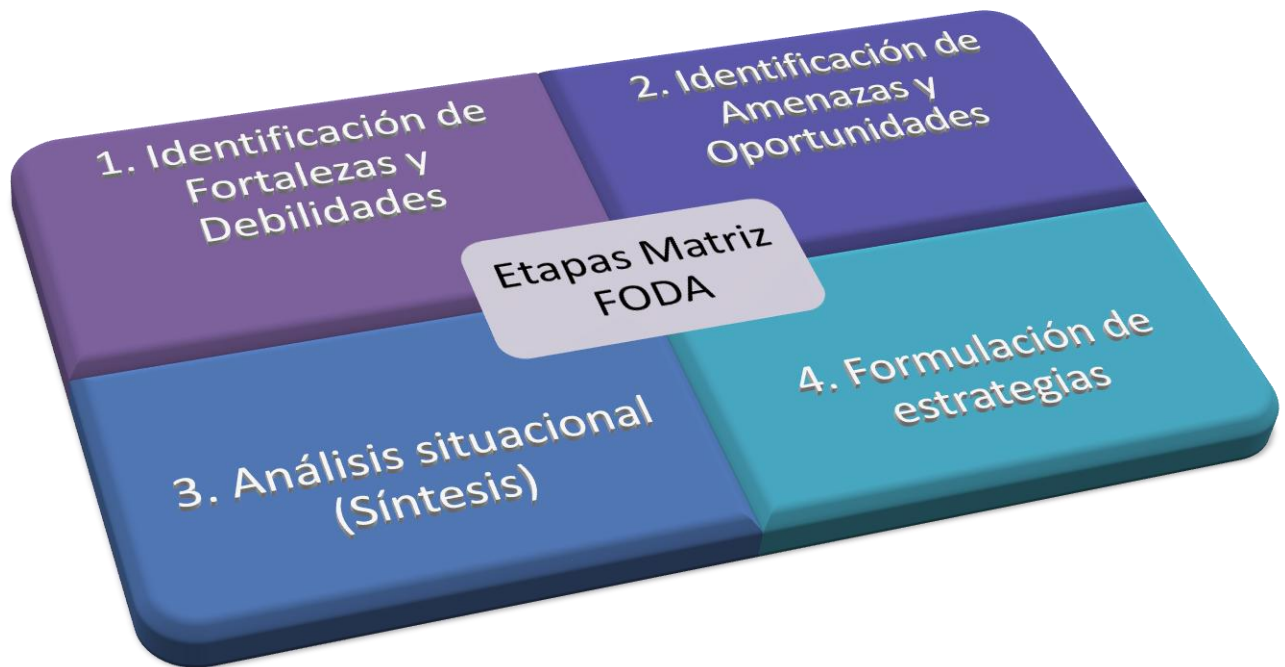 1. Identificación de
Fortalezas y
Debilidades
2. Identificación de
Amenazas y
Oportunidades
Etapas Matriz
FODA
3. Análisis situacional
(Síntesis)
4. Formulación de
estrategias